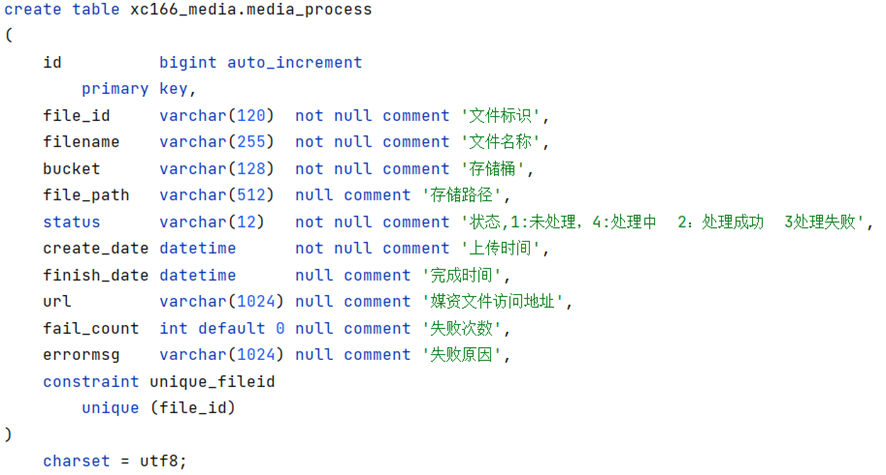 create table xc166_media.media_process
(
    id          bigint auto_increment
        primary key,
    file_id     varchar(120)  not null comment '文件标识',
    filename    varchar(255)  not null comment '文件名称',
    bucket      varchar(128)  not null comment '存储桶',
    file_path   varchar(512)  null comment '存储路径',
    status      varchar(12)   not null comment '状态,1:未处理，4:处理中  2：处理成功  3处理失败',
    create_date datetime      not null comment '上传时间',
    finish_date datetime      null comment '完成时间',
    url         varchar(1024) null comment '媒资文件访问地址',
    fail_count  int default 0 null comment '失败次数',
    errormsg    varchar(1024) null comment '失败原因',
    constraint unique_fileid
        unique (file_id)
)
    charset = utf8;